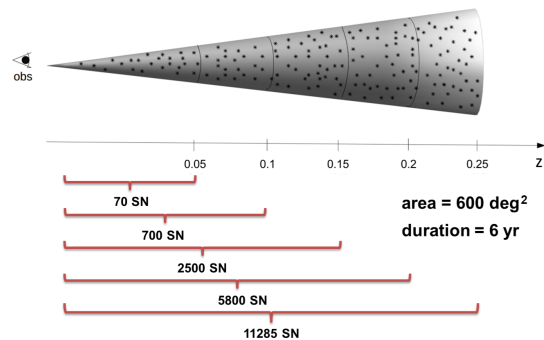 obs
0.05 0.1 0.15 0.2 0.25 z
70 SN
700 SN
2500 SN
5800 SN
11285 SN
area = 600 deg²
duration = 6 yr